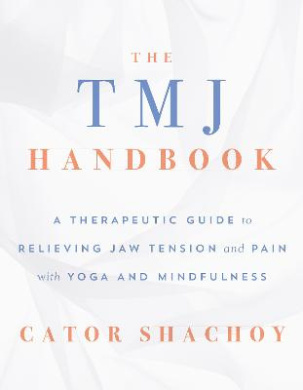 THE
TMJ
HANDBOOK
A THERAPEUTIC GUIDE to
RELIEVING JAW TENSION and PAIN
with YOGA AND MINDFULNESS
CATOR SHACHOY